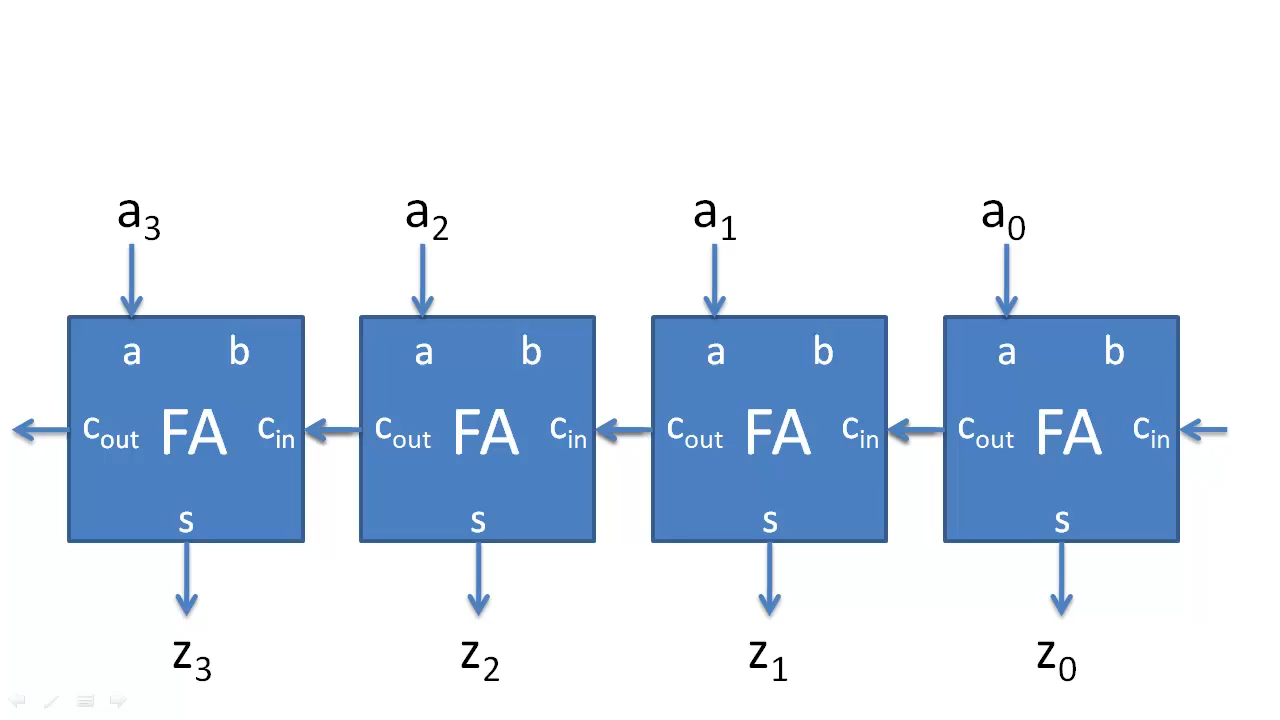 a3 a2 a1 a0
a b a b a b a b
cout FA cin cout FA cin cout FA cin cout FA cin
s s s s
z3 z2 z1 z0